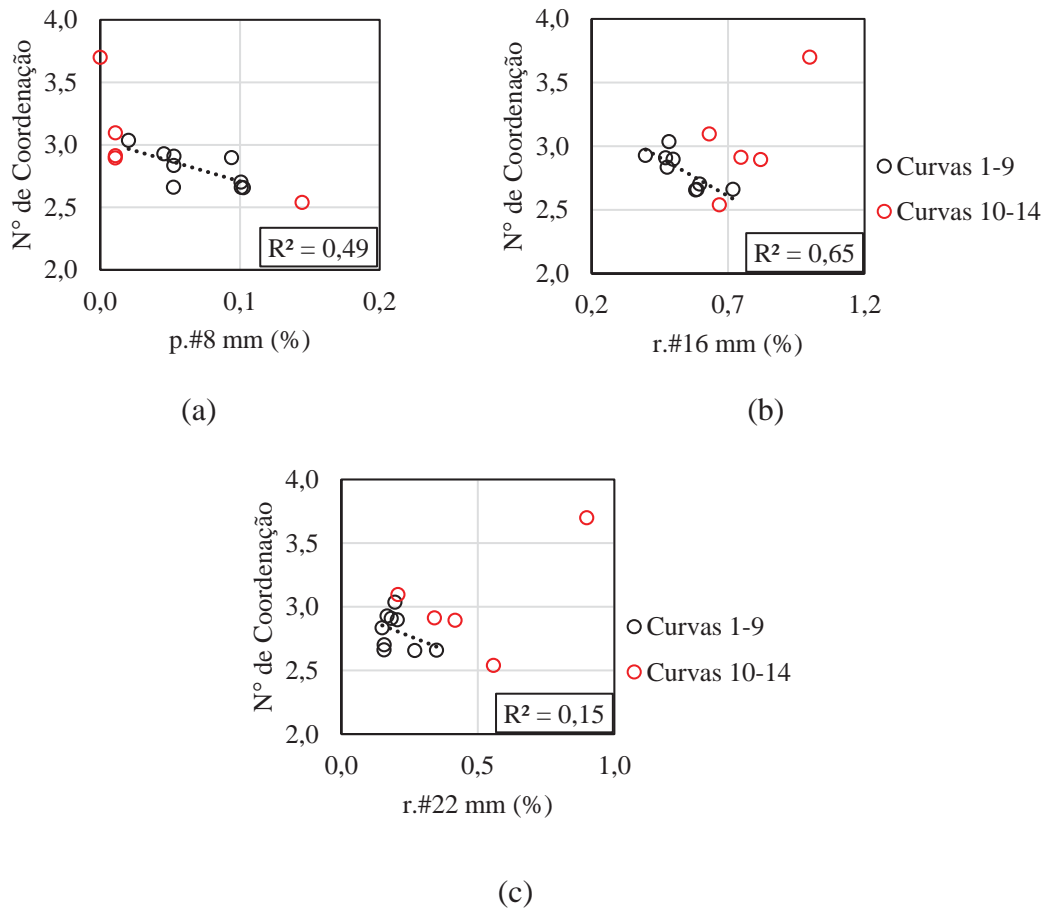 4,0
3,5
3,0
2,5
2,0
N° de Coordenação
R² = 0,49
0,0
0,1
0,2
p.#8 mm (%)
(a)
4,0
3,5
3,0
2,5
2,0
N° de Coordenação
R² = 0,65
0,2
0,7
1,2
r.#16 mm (%)
Curvas 1-9
Curvas 10-14
(b)
4,0
3,5
3,0
2,5
2,0
N° de Coordenação
R² = 0,15
0,0
0,5
1,0
r.#22 mm (%)
Curvas 1-9
Curvas 10-14
(c)